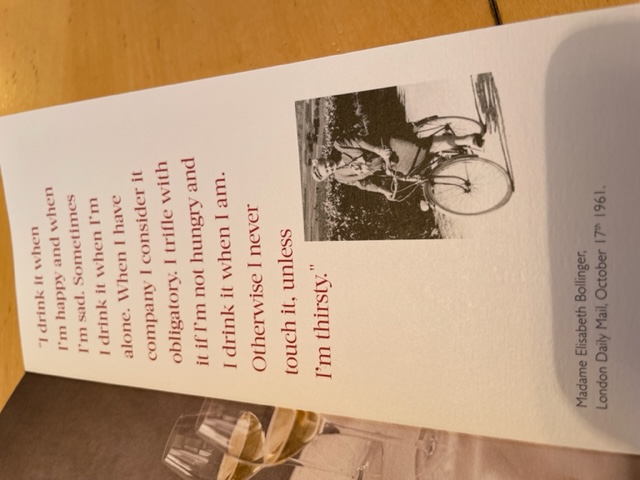 "I drink it when
I'm happy and when
I'm sad. Sometimes
I drink it when I'm
alone. When I have
company I consider it
obligatory. I trifle with
it if I'm not hungry and
I drink it when I am.
Otherwise I never
touch it, unless
I'm thirsty."
Madame Elisabeth Bollinger,
London Daily Mail, October 17th 1961.